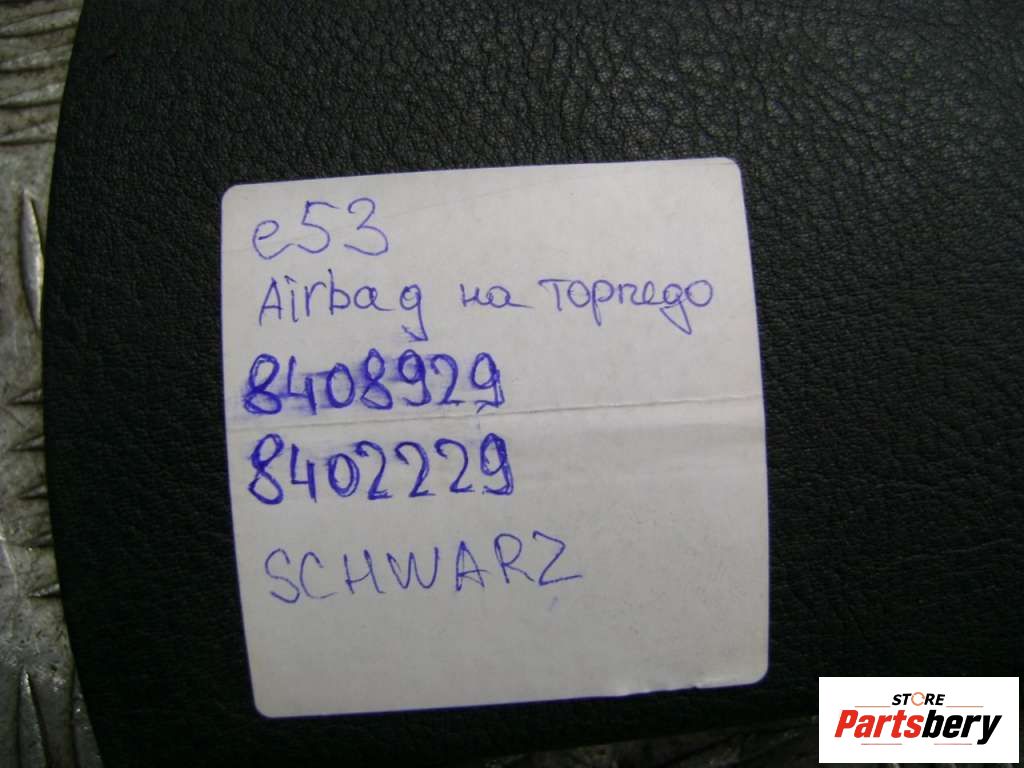 e53
Airbag на торпедо
8408929
8402229
SCHWARZ
STORE
Partsbery